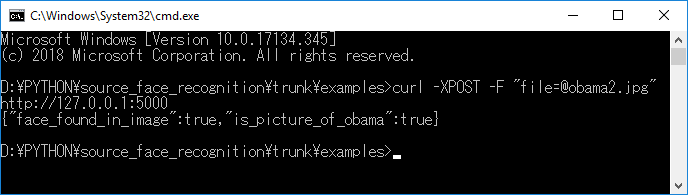 C:\Windows\System32\cmd.exe
Microsoft Windows [Version 10.0.17134.345]
(c) 2018 Microsoft Corporation. All rights reserved.
D:¥PYTHON¥source_face_recognition¥trunk¥examples>curl -XPOST -F "file=@obama2.jpg"
http://127.0.0.1:5000
{"face_found_in_image":true,"is_picture_of_obama":true}
D:¥PYTHON¥source_face_recognition¥trunk¥examples>